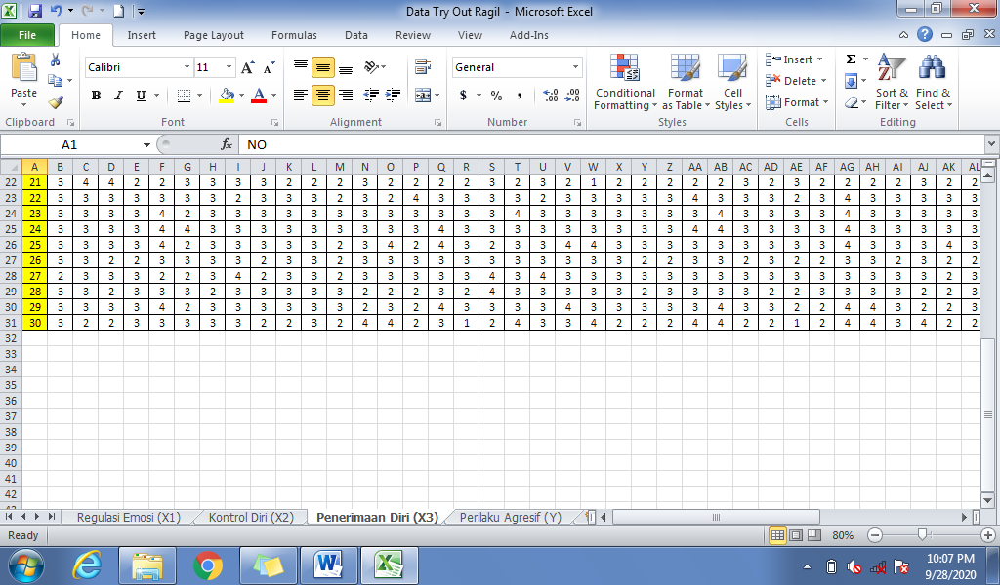 Data Try Out Ragil - Microsoft Excel
File Home Insert Page Layout Formulas Data Review View Add-Ins
Calibri 11 General
Paste B I U $ % , Conditional Formatting Format as Table Cell Styles Insert Delete Format Sort & Filter Find & Select
Clipboard Font Alignment Number Styles Cells Editing
A1 fx NO
A B C D E F G H I J K L M N O P Q R S T U V W X Y Z AA AB AC AD AE AF AG AH AI AJ AK AL
22 21 3 4 4 2 2 3 3 3 3 2 2 2 3 2 2 2 2 3 2 3 2 1 2 2 2 2 2 3 2 3 2 2 2 2 3 2 2
23 22 3 3 3 3 3 3 3 2 3 3 3 2 3 2 4 3 3 3 3 2 3 3 3 3 3 4 3 3 3 2 3 4 3 3 3 3 3
24 23 3 3 3 3 4 2 3 3 3 3 3 3 3 3 3 3 3 3 4 3 3 3 3 3 3 3 4 3 3 3 3 4 3 3 3 3 3
25 24 3 3 3 3 4 4 3 3 3 3 3 3 3 3 3 4 3 3 3 3 3 3 3 3 3 4 4 3 3 3 3 4 3 3 3 3 3
26 25 3 3 3 3 4 2 3 3 3 3 3 2 3 4 2 4 3 2 3 3 4 4 3 3 3 3 3 3 3 3 3 4 3 3 3 4 3
27 26 3 3 2 2 3 3 3 3 2 3 3 2 3 3 3 3 3 3 3 3 3 3 3 2 2 3 3 2 3 2 3 3 2 3 2 2 2
28 27 2 3 3 3 2 2 3 4 2 3 3 2 3 3 3 3 3 4 3 4 3 3 3 3 3 3 3 3 3 3 3 3 3 2 2 2 3
29 28 3 3 2 3 3 3 2 3 3 3 3 3 2 2 2 3 2 4 3 3 3 3 3 2 3 3 3 3 2 2 3 3 3 3 2 2 3
30 29 3 3 3 3 4 2 3 3 3 3 3 3 2 3 2 4 3 3 3 3 4 3 3 3 3 3 4 3 3 2 2 4 4 3 2 2 3
31 30 3 2 2 3 3 3 3 3 2 2 3 2 4 4 2 3 1 2 4 3 3 4 2 2 2 4 4 2 2 1 2 4 4 3 4 2 2
32
33
34
35
36
37
38
39
40
41
42
Regulasi Emosi (X1) Kontrol Diri (X2) Penerimaan Diri (X3) Perilaku Agresif (Y)
Ready 80%
10:07 PM
9/28/2020